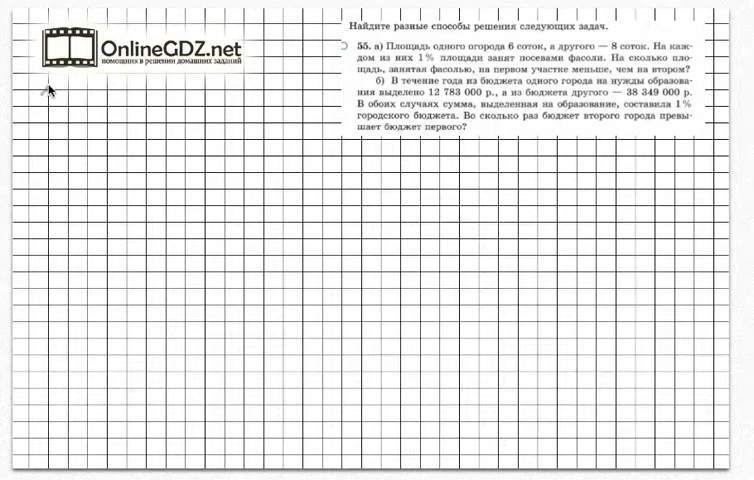 OnlineGDZ.net
помощник в решении домашних заданий
Найдите разные способы решения следующих задач.
55. а) Площадь одного огорода 6 соток, а другого — 8 соток. На каж-
дом из них 1% площади занят посевами фасоли. На сколько пло-
щадь, занятая фасолью, на первом участке меньше, чем на втором?
б) В течение года из бюджета одного города на нужды образова-
ния выделено 12 783 000 р., а из бюджета другого — 38 349 000 р.
В обоих случаях сумма, выделенная на образование, составила 1%
городского бюджета. Во сколько раз бюджет второго города превы-
шает бюджет первого?